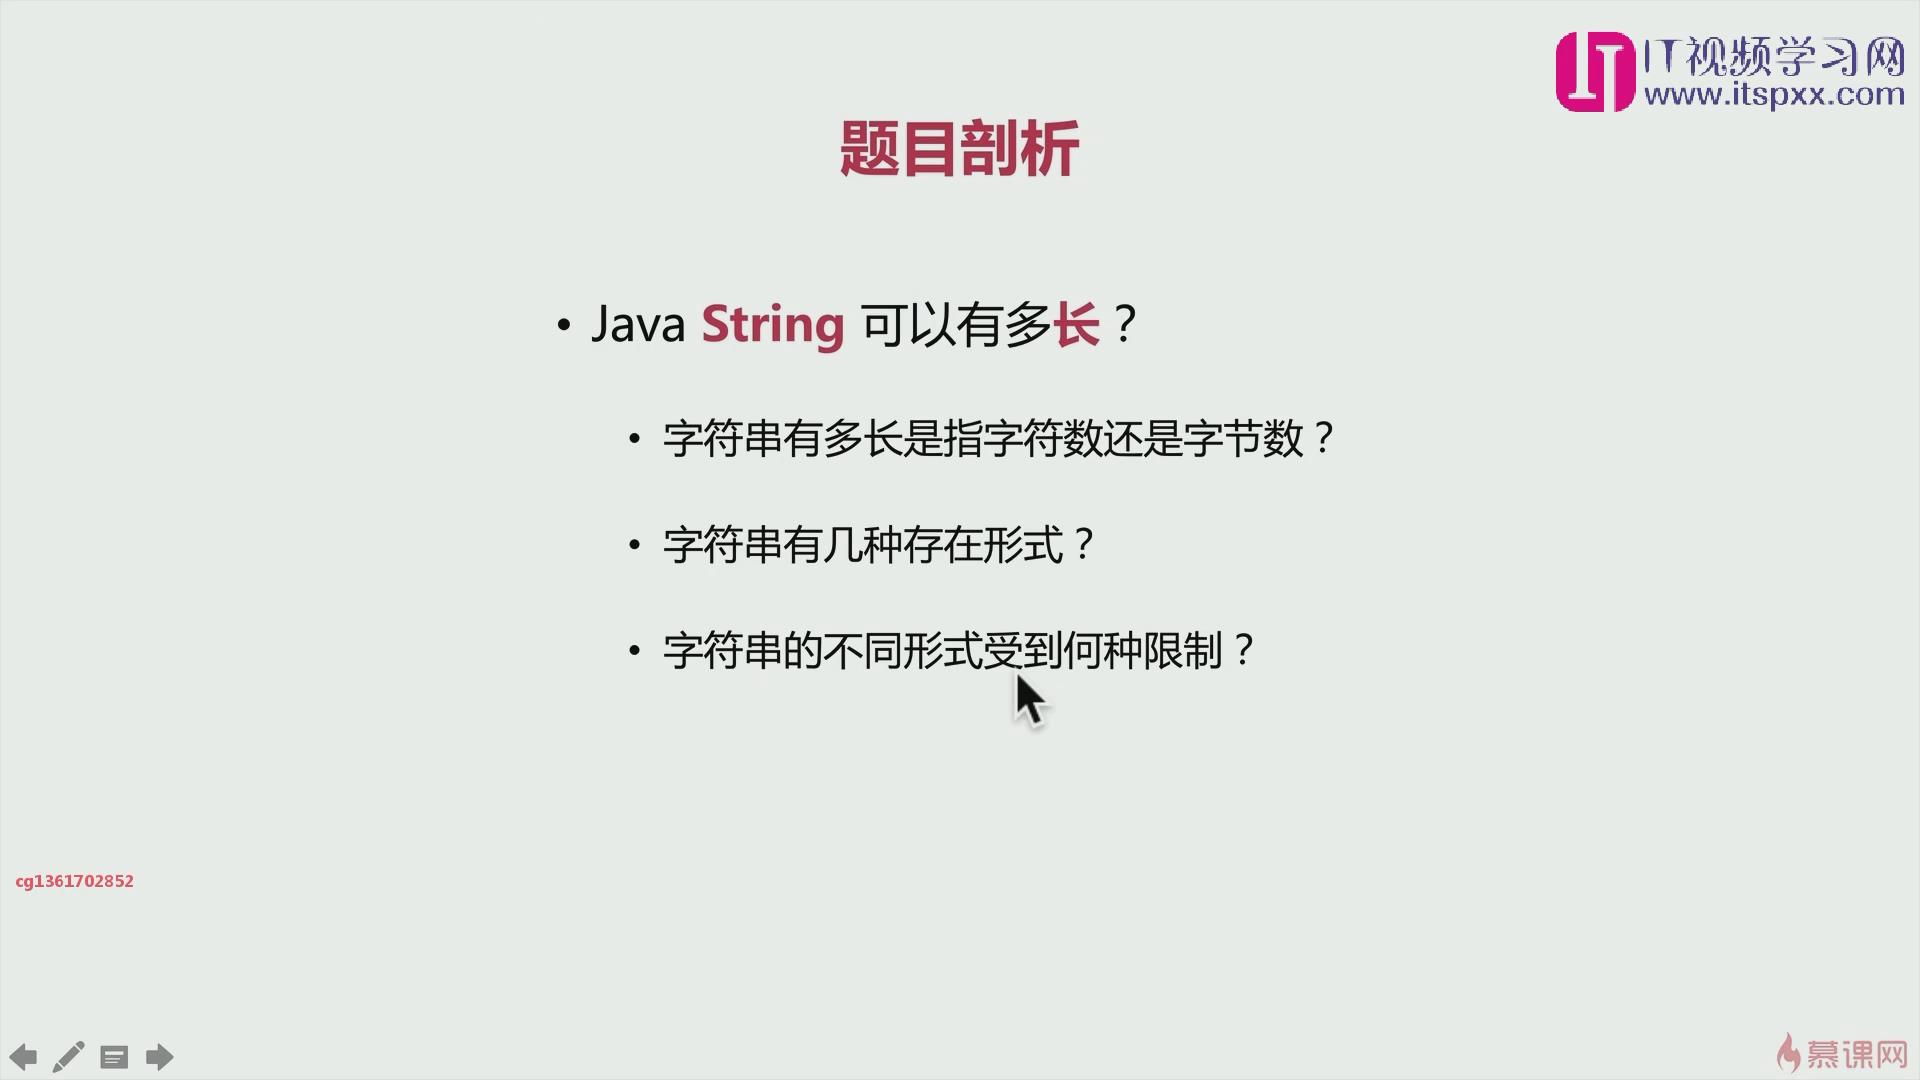 IT视频学习网
www.itspxx.com
题目剖析
• Java String 可以有多长？
• 字符串有多长是指字符数还是字节数？
• 字符串有几种存在形式？
• 字符串的不同形式受到何种限制？
cg1361702852
慕课网